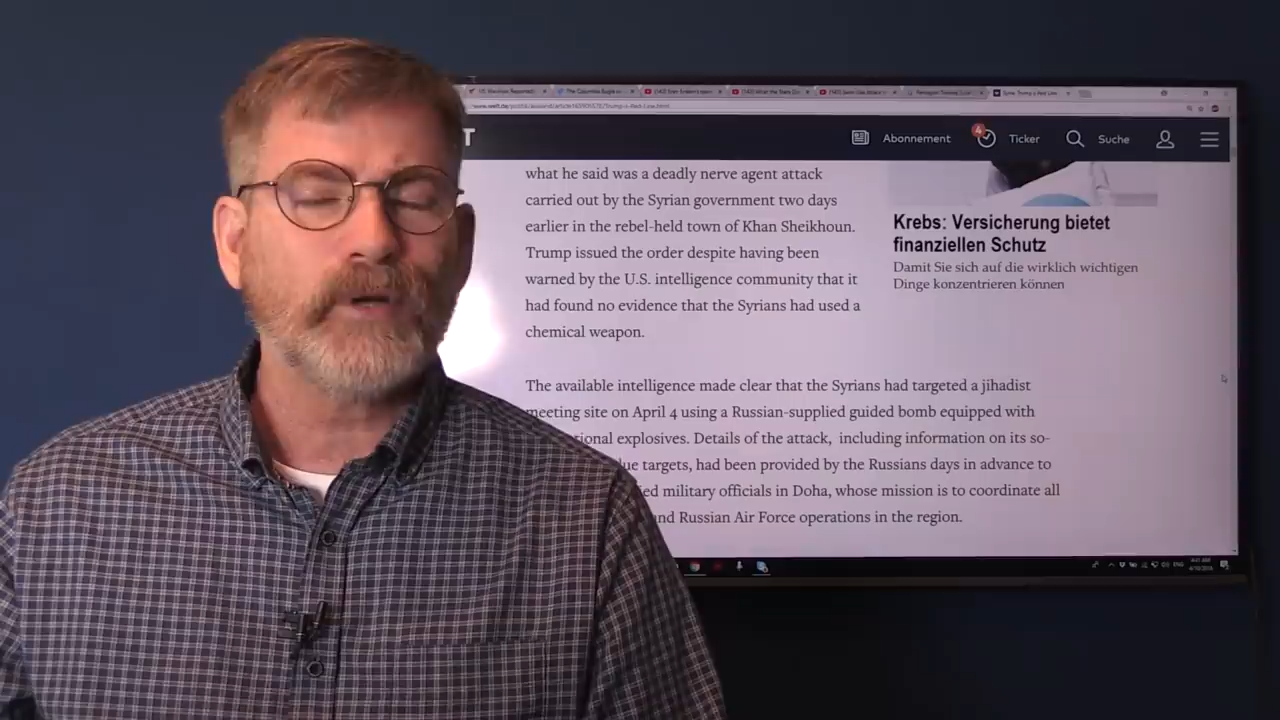 T
Abonnement
4
Ticker
Suche
what he said was a deadly nerve agent attack
carried out by the Syrian government two days
earlier in the rebel-held town of Khan Sheikhoun.
Trump issued the order despite having been
warned by the U.S. intelligence community that it
had found no evidence that the Syrians had used a
chemical weapon.
The available intelligence made clear that the Syrians had targeted a jihadist
meeting site on April 4 using a Russian-supplied guided bomb equipped with
ional explosives. Details of the attack, including information on its so-
ue targets, had been provided by the Russians days in advance to
ed military officials in Doha, whose mission is to coordinate all
nd Russian Air Force operations in the region.
Krebs: Versicherung bietet
finanziellen Schutz
Damit Sie sich auf die wirklich wichtigen
Dinge konzentrieren können